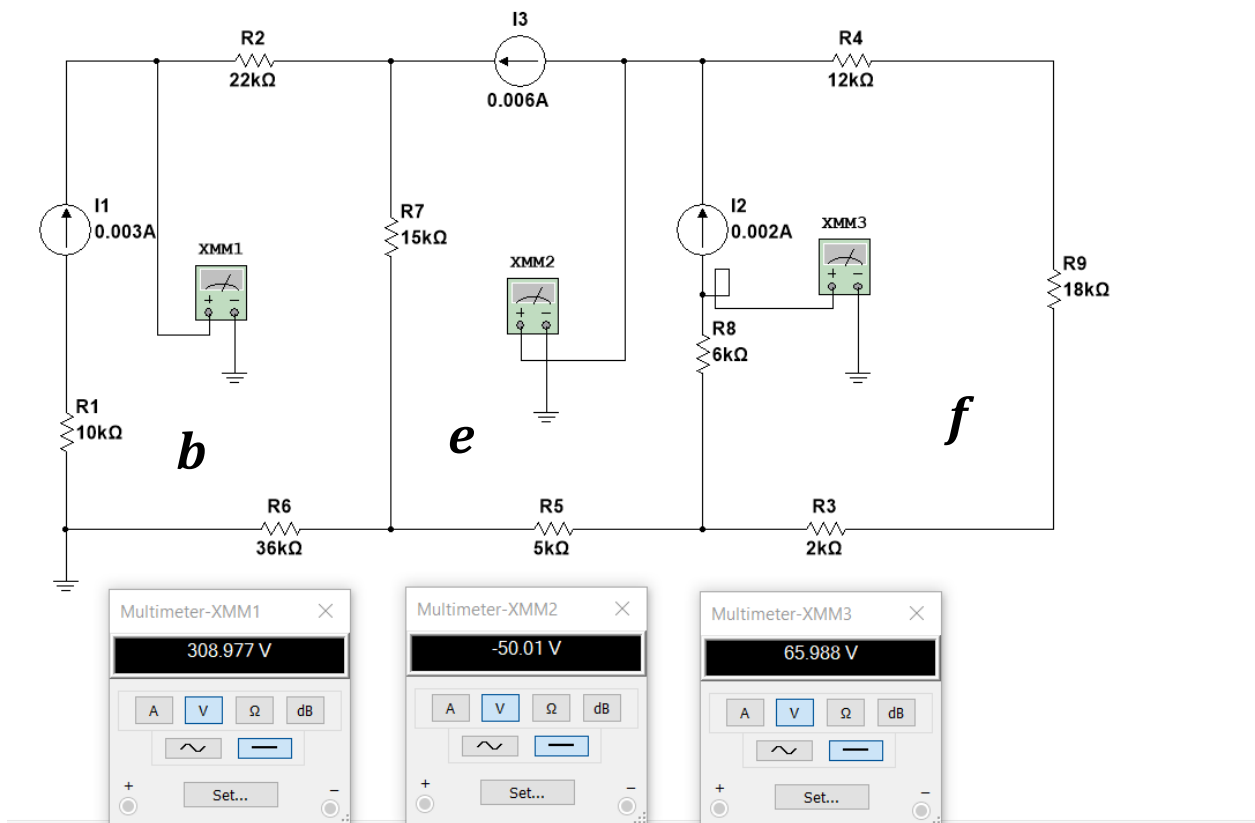 I3
R2
R4
22kΩ
12kΩ
0.006A
I1
0.003A
R7
15kΩ
I2
0.002A
XMM1
XMM2
XMM3
+ −
+ −
+ −
R9
18kΩ
R8
6kΩ
R1
10kΩ
b
e
f
R6
R5
R3
36kΩ
5kΩ
2kΩ
Multimeter-XMM1
308.977 V
A V Ω dB
+ −
Set...
Multimeter-XMM2
-50.01 V
A V Ω dB
+ −
Set...
Multimeter-XMM3
65.988 V
A V Ω dB
+ −
Set...